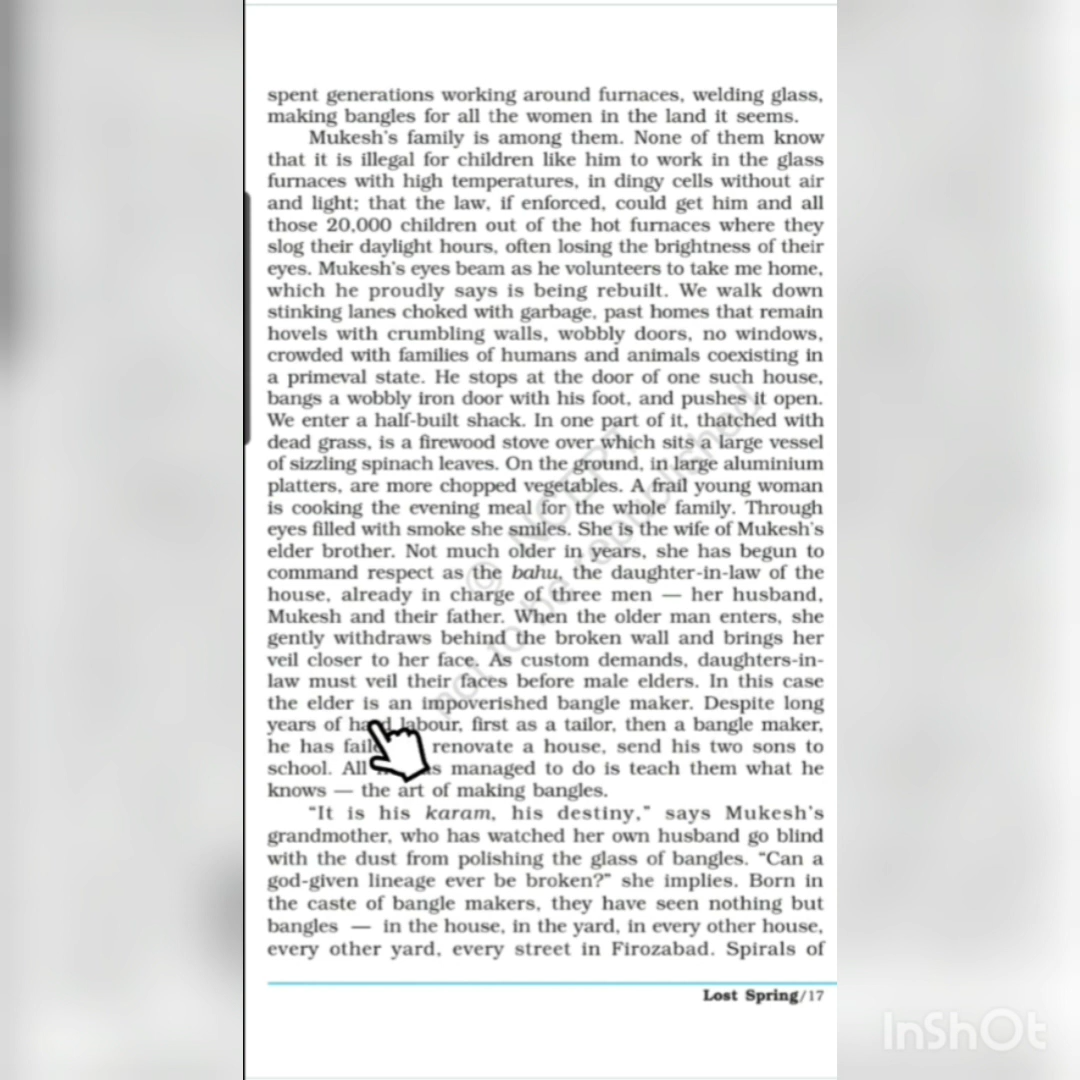 spent generations working around furnaces, welding glass,
making bangles for all the women in the land it seems.
Mukesh's family is among them. None of them know
that it is illegal for children like him to work in the glass
furnaces with high temperatures, in dingy cells without air
and light; that the law, if enforced, could get him and all
those 20,000 children out of the hot furnaces where they
slog their daylight hours, often losing the brightness of their
eyes. Mukesh's eyes beam as he volunteers to take me home,
which he proudly says is being rebuilt. We walk down
stinking lanes choked with garbage, past homes that remain
hovels with crumbling walls, wobbly doors, no windows,
crowded with families of humans and animals coexisting in
a primeval state. He stops at the door of one such house,
bangs a wobbly iron door with his foot, and pushes it open.
We enter a half-built shack. In one part of it, thatched with
dead grass, is a firewood stove over which sits a large vessel
of sizzling spinach leaves. On the ground, in large aluminium
platters, are more chopped vegetables. A frail young woman
is cooking the evening meal for the whole family. Through
eyes filled with smoke she smiles. She is the wife of Mukesh's
elder brother. Not much older in years, she has begun to
command respect as the bahu, the daughter-in-law of the
house, already in charge of three men — her husband,
Mukesh and their father. When the older man enters, she
gently withdraws behind the broken wall and brings her
veil closer to her face. As custom demands, daughters-in-
law must veil their faces before male elders. In this case
the elder is an impoverished bangle maker. Despite long
years of hard labour, first as a tailor, then a bangle maker,
he has renovate a house, send his two sons to
school. All managed to do is teach them what he
knows — the art of making bangles.
"It is his karam, his destiny," says Mukesh's
grandmother, who has watched her own husband go blind
with the dust from polishing the glass of bangles. "Can a
god-given lineage ever be broken?" she implies. Born in
the caste of bangle makers, they have seen nothing but
bangles — in the house, in the yard, in every other house,
every other yard, every street in Firozabad. Spirals of
© NCERT
not to be republished
Lost Spring/17
InShOt